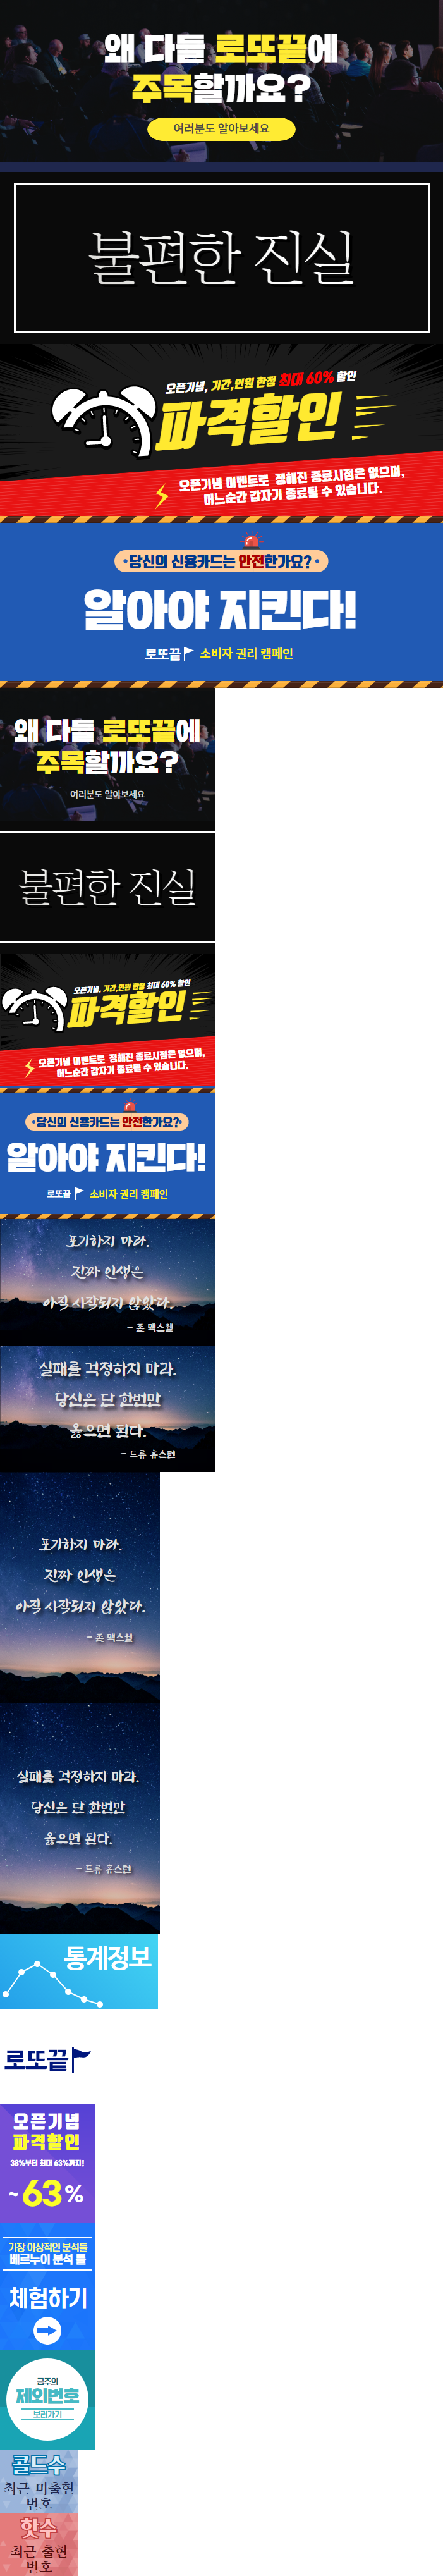 왜 다들 로또끝에
주목할까요?
여러분도 알아보세요
불편한 진실
오픈기념, 기간,인원 한정 최대 60% 할인
파격할인
오픈기념 이벤트로 정해진 종료시점은 없으며,
어느순간 갑자기 종료될 수 있습니다.
당신의 신용카드는 안전한가요?
알아야 지킨다!
로또끝 소비자 권리 캠페인
왜 다들 로또끝에
주목할까요?
여러분도 알아보세요
불편한 진실
오픈기념, 기간,인원 한정 최대 60% 할인
파격할인
오픈기념 이벤트로 정해진 종료시점은 없으며,
어느순간 갑자기 종료될 수 있습니다.
당신의 신용카드는 안전한가요?
알아야 지킨다!
로또끝 소비자 권리 캠페인
포기하지 마라.
진짜 인생은
아직 시작되지 않았다.
- 존 맥스웰
실패를 걱정하지 마라.
당신은 단 한번만
옳으면 된다.
- 드류 휴스턴
포기하지 마라.
진짜 인생은
아직 시작되지 않았다.
- 존 맥스웰
실패를 걱정하지 마라.
당신은 단 한번만
옳으면 된다.
- 드류 휴스턴
통계정보
로또끝
오픈기념
파격할인
38%부터 최대 63%까지!
~63%
가장 이상적인 분석툴
베르누이 분석 툴
체험하기
금주의
제외번호
보러가기
골드수
최근 미출현
번호
핫수
최근 출현
번호